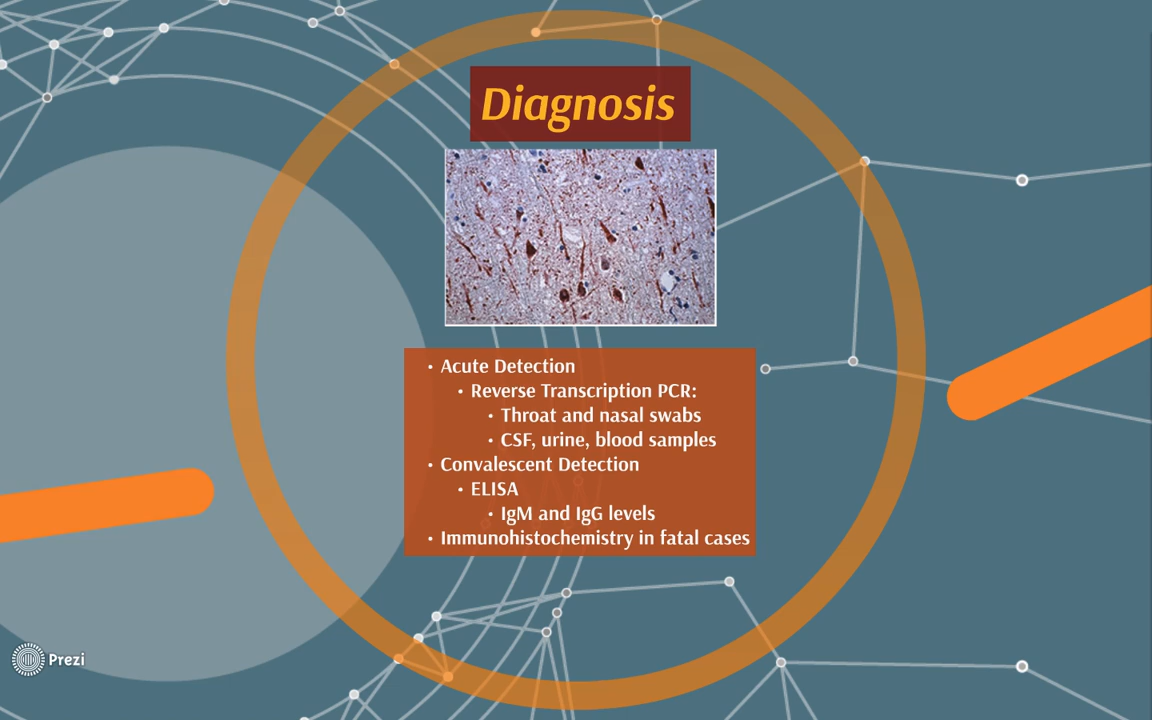 Diagnosis
• Acute Detection
• Reverse Transcription PCR:
• Throat and nasal swabs
• CSF, urine, blood samples
• Convalescent Detection
• ELISA
• IgM and IgG levels
• Immunohistochemistry in fatal cases
Prezi